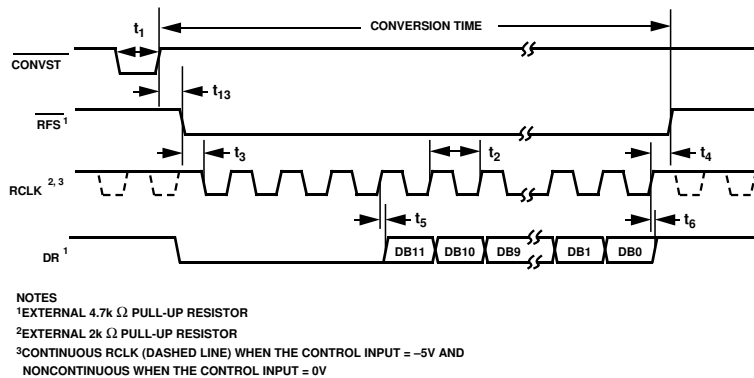 t1
CONVERSION TIME
CONVST
t13
RFS 1
t3
t2
t4
RCLK 2, 3
t5
t6
DR 1
DB11
DB10
DB9
DB1
DB0
NOTES
1EXTERNAL 4.7k Ω PULL-UP RESISTOR
2EXTERNAL 2k Ω PULL-UP RESISTOR
3CONTINUOUS RCLK (DASHED LINE) WHEN THE CONTROL INPUT = –5V AND
NONCONTINUOUS WHEN THE CONTROL INPUT = 0V